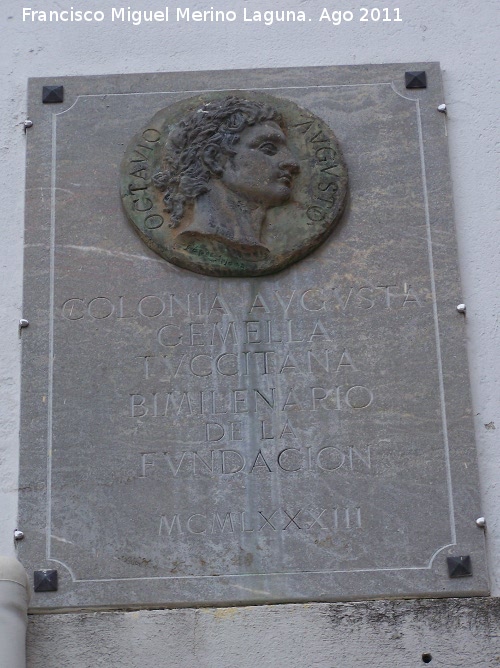 Francisco Miguel Merino Laguna. Ago 2011
OCTAVIO AVGVSTO
COLONIA AVGVSTA
GEMELLA
TVCCITANA
BIMILENARIO
DE LA
FVNDACION
MCMLXXXIII